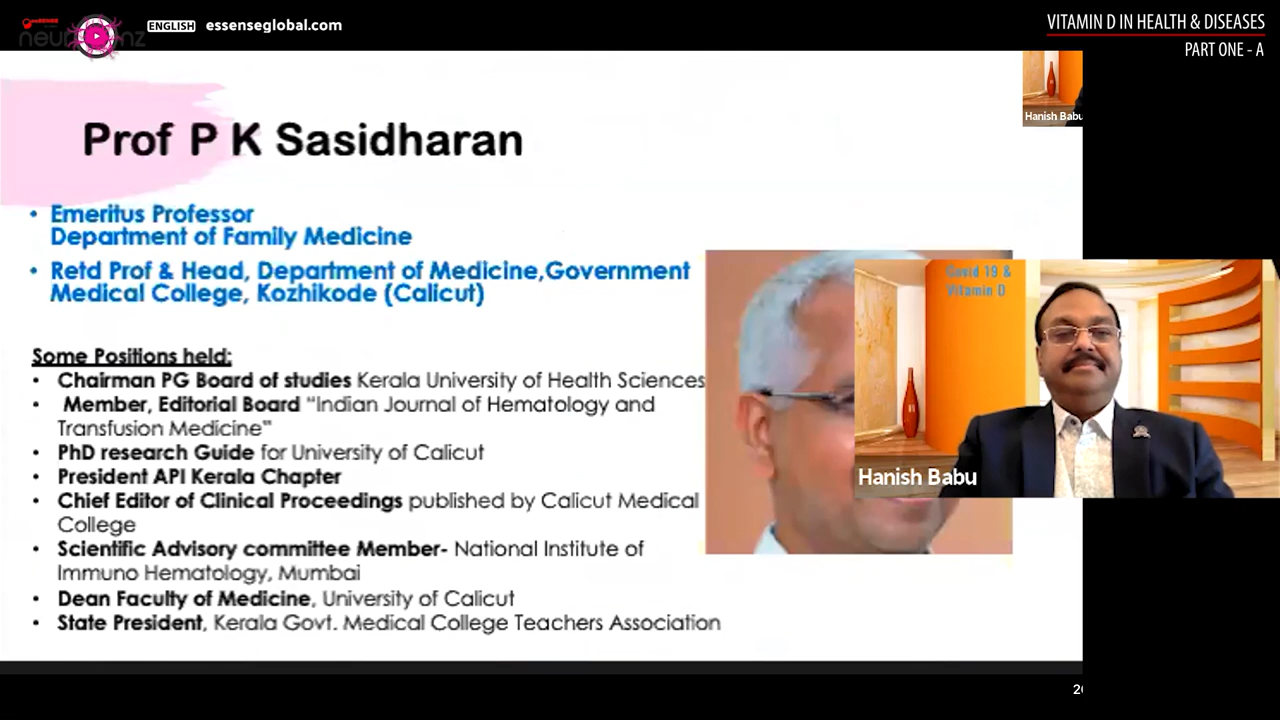 ENGLISH essenseglobal.com
VITAMIN D IN HEALTH & DISEASES
PART ONE - A
Hanish Babu
Prof P K Sasidharan
• Emeritus Professor
Department of Family Medicine
• Retd Prof & Head, Department of Medicine,Government
Medical College, Kozhikode (Calicut)
Covid 19 &
Vitamin D
Hanish Babu
Some Positions held:
• Chairman PG Board of studies Kerala University of Health Sciences
• Member, Editorial Board “Indian Journal of Hematology and
Transfusion Medicine”
• PhD research Guide for University of Calicut
• President API Kerala Chapter
• Chief Editor of Clinical Proceedings published by Calicut Medical
College
• Scientific Advisory committee Member- National Institute of
Immuno Hematology, Mumbai
• Dean Faculty of Medicine, University of Calicut
• State President, Kerala Govt. Medical College Teachers Association